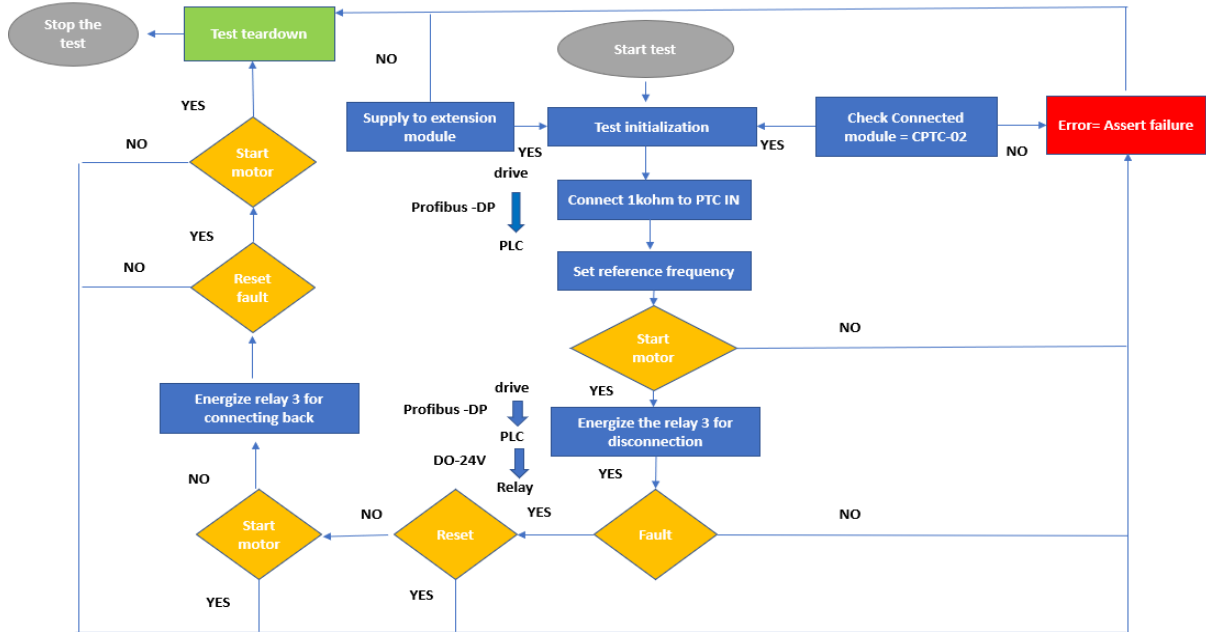 Stop the
test
Test teardown
NO
Start test
YES
Supply to extension
module
YES
Test initialization
YES
Check Connected
module = CPTC-02
NO
Error= Assert failure
NO
Start
motor
drive
Profibus -DP
PLC
Connect 1kohm to PTC IN
YES
NO
Reset
fault
Set reference frequency
Start
motor
NO
YES
Energize relay 3 for
connecting back
drive
Profibus -DP
PLC
DO-24V
Relay
Energize the relay 3 for
disconnection
YES
NO
Start
motor
NO
Reset
YES
Fault
NO
YES
YES